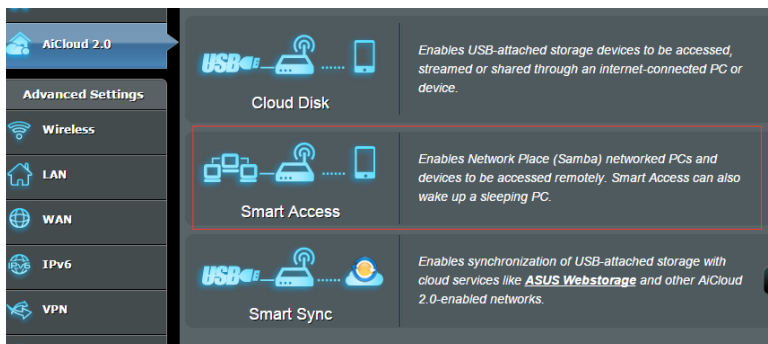 AiCloud 2.0
Advanced Settings
Wireless
LAN
WAN
IPv6
VPN
USB
Cloud Disk
Enables USB-attached storage devices to be accessed,
streamed or shared through an internet-connected PC or
device.
Smart Access
Enables Network Place (Samba) networked PCs and
devices to be accessed remotely. Smart Access can also
wake up a sleeping PC.
USB
Smart Sync
Enables synchronization of USB-attached storage with
cloud services like ASUS Webstorage and other AiCloud
2.0-enabled networks.